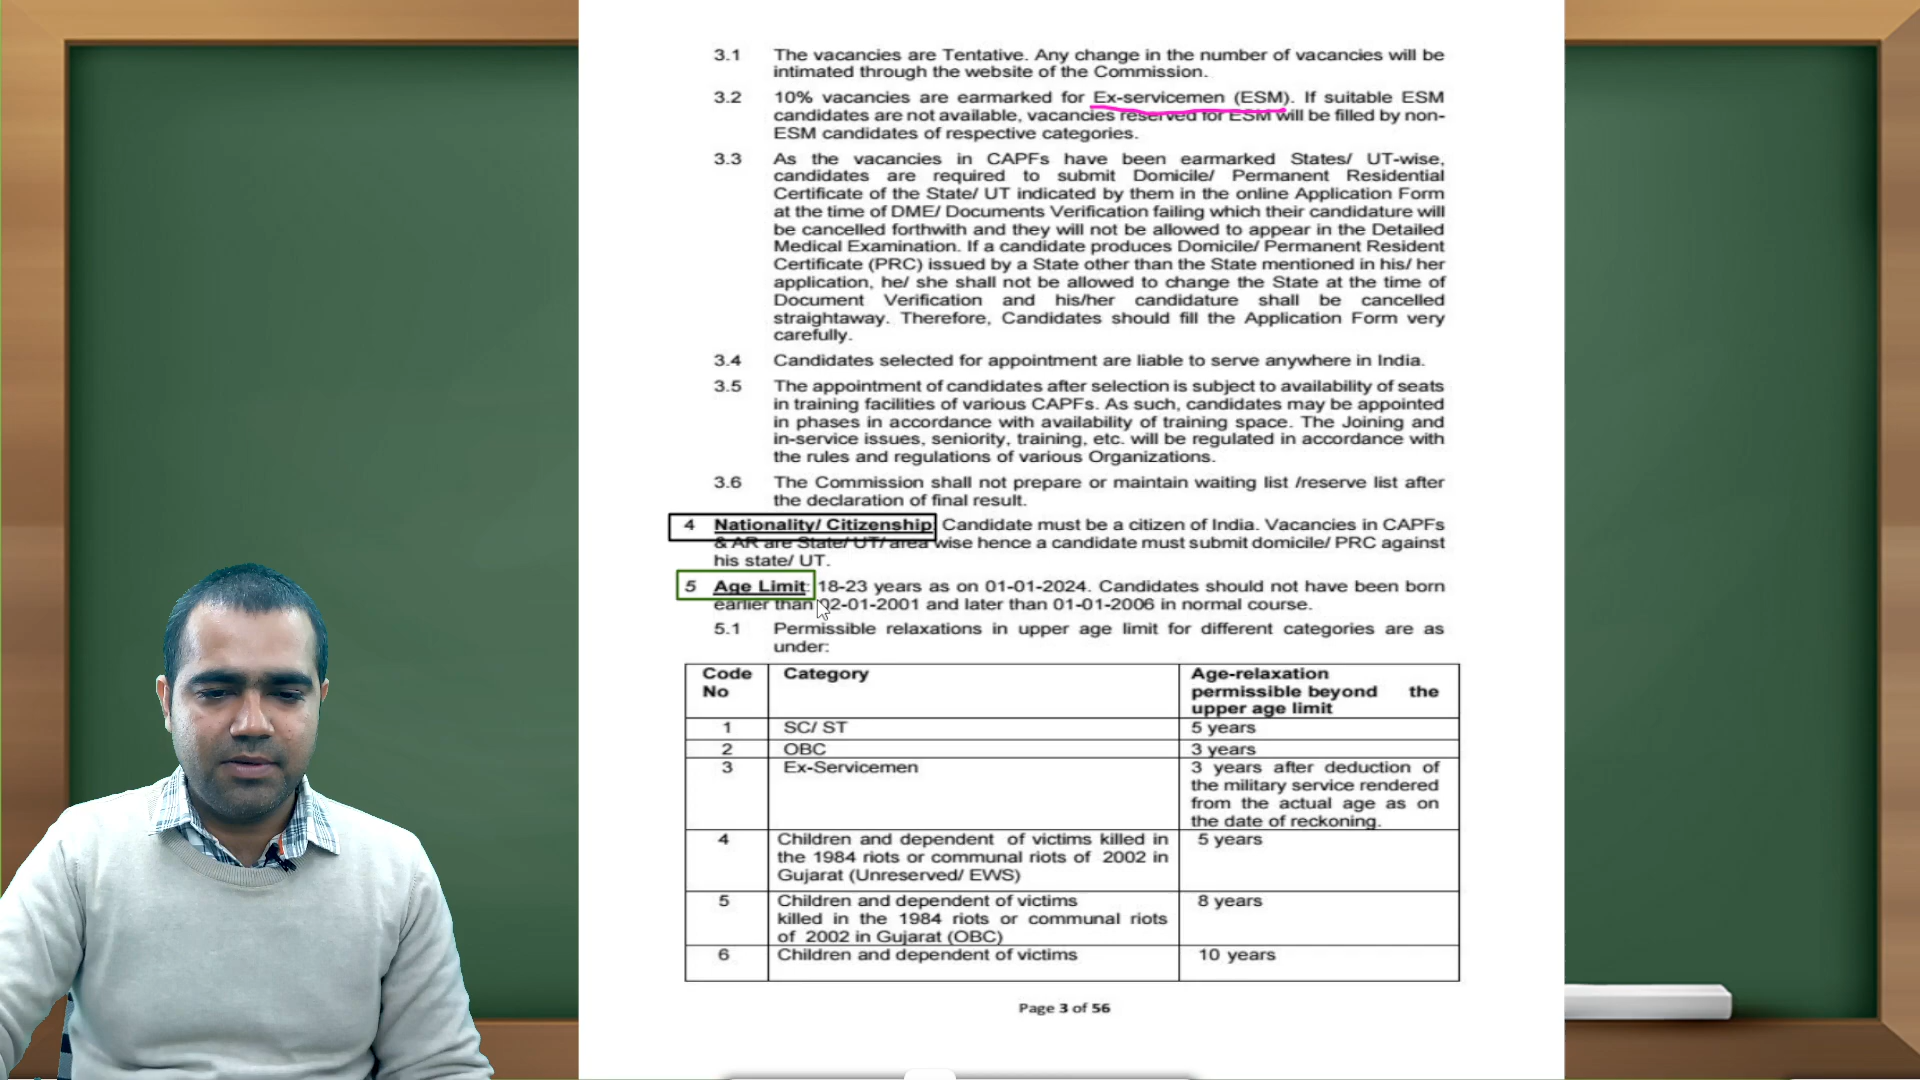 3.1 The vacancies are Tentative. Any change in the number of vacancies will be
intimated through the website of the Commission.
3.2 10% vacancies are earmarked for Ex-servicemen (ESM). If suitable ESM
candidates are not available, vacancies reserved for ESM will be filled by non-
ESM candidates of respective categories.
3.3 As the vacancies in CAPFs have been earmarked States/ UT-wise,
candidates are required to submit Domicile/ Permanent Residential
Certificate of the State/ UT indicated by them in the online Application Form
at the time of DME/ Documents Verification failing which their candidature will
be cancelled forthwith and they will not be allowed to appear in the Detailed
Medical Examination. If a candidate produces Domicile/ Permanent Resident
Certificate (PRC) issued by a State other than the State mentioned in his/ her
application, he/ she shall not be allowed to change the State at the time of
Document Verification and his/her candidature shall be cancelled
straightaway. Therefore, Candidates should fill the Application Form very
carefully.
3.4 Candidates selected for appointment are liable to serve anywhere in India.
3.5 The appointment of candidates after selection is subject to availability of seats
in training facilities of various CAPFs. As such, candidates may be appointed
in phases in accordance with availability of training space. The Joining and
in-service issues, seniority, training, etc. will be regulated in accordance with
the rules and regulations of various Organizations.
3.6 The Commission shall not prepare or maintain waiting list /reserve list after
the declaration of final result.
4 Nationality/ Citizenship: Candidate must be a citizen of India. Vacancies in CAPFs
& AR are State/ UT/ area wise hence a candidate must submit domicile/ PRC against
his state/ UT.
5 Age Limit: 18-23 years as on 01-01-2024. Candidates should not have been born
earlier than 02-01-2001 and later than 01-01-2006 in normal course.
5.1 Permissible relaxations in upper age limit for different categories are as
under:
Code No Category Age-relaxation permissible beyond the upper age limit
1 SC/ ST 5 years
2 OBC 3 years
3 Ex-Servicemen 3 years after deduction of
the military service rendered
from the actual age as on
the date of reckoning.
4 Children and dependent of victims killed in 5 years
the 1984 riots or communal riots of 2002 in
Gujarat (Unreserved/ EWS)
5 Children and dependent of victims 8 years
killed in the 1984 riots or communal riots
of 2002 in Gujarat (OBC)
6 Children and dependent of victims 10 years
Page 3 of 56